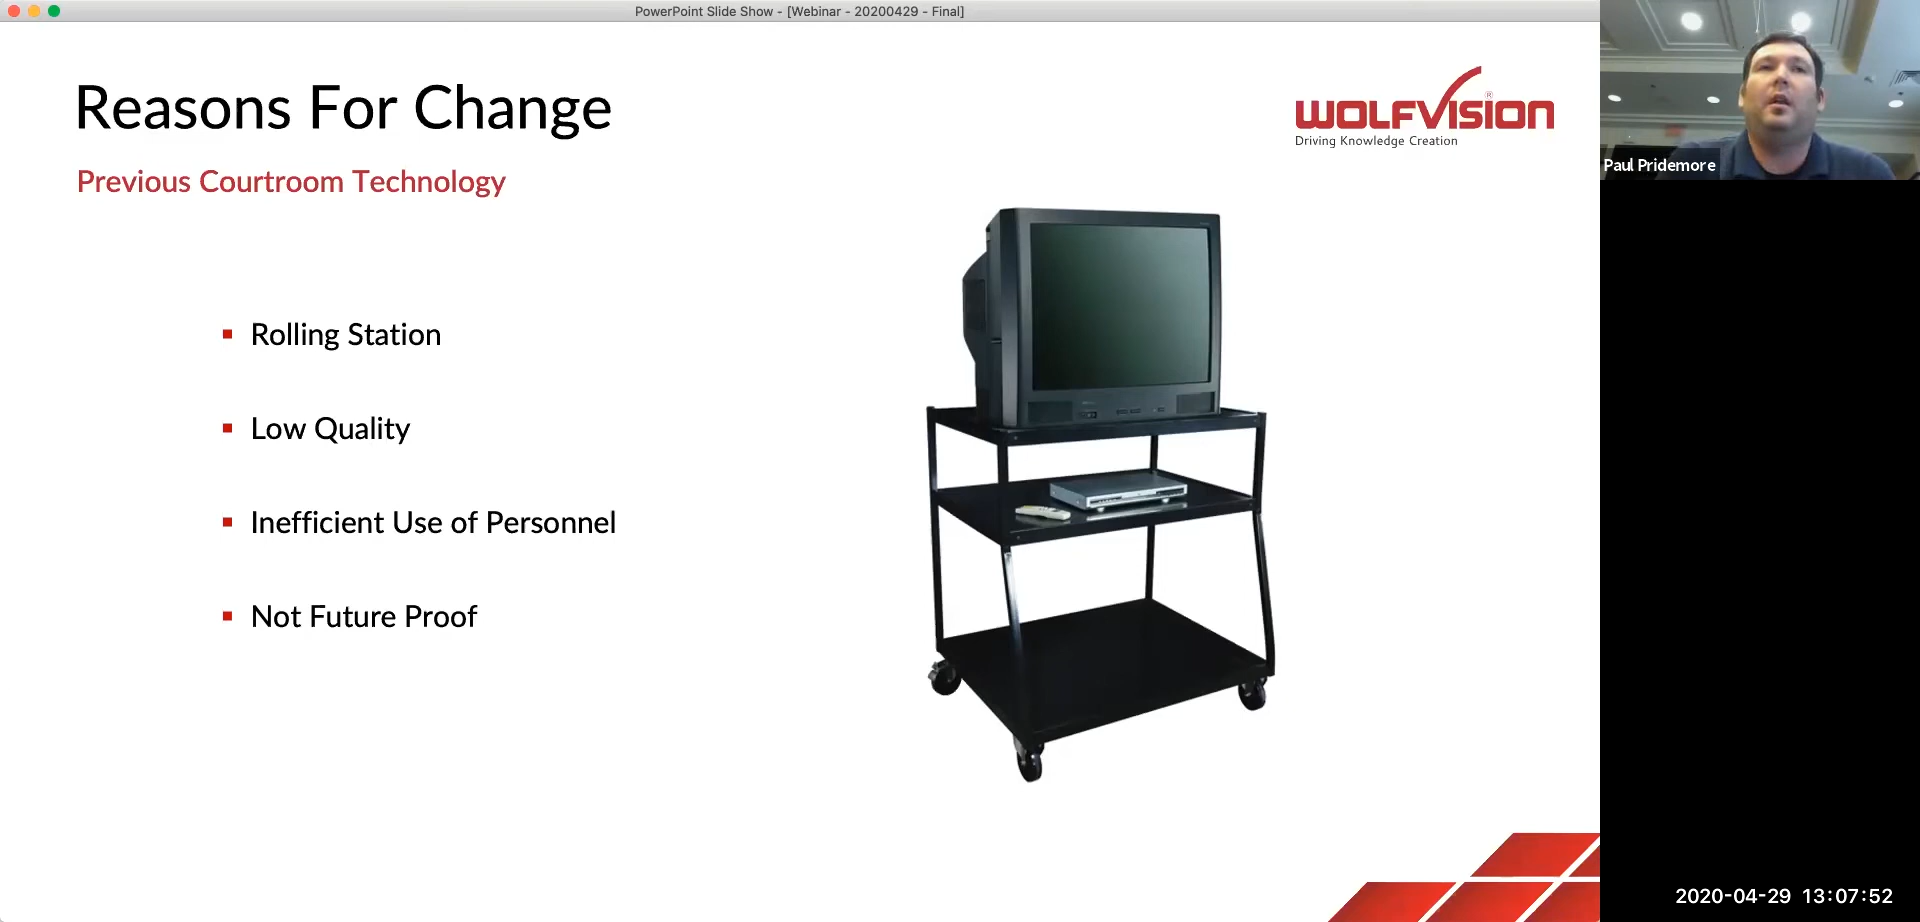 PowerPoint Slide Show - [Webinar - 20200429 - Final]
Reasons For Change
Previous Courtroom Technology
WOLFVISION®
Driving Knowledge Creation
Paul Pridemore
Rolling Station
Low Quality
Inefficient Use of Personnel
Not Future Proof
2020-04-29 13:07:52